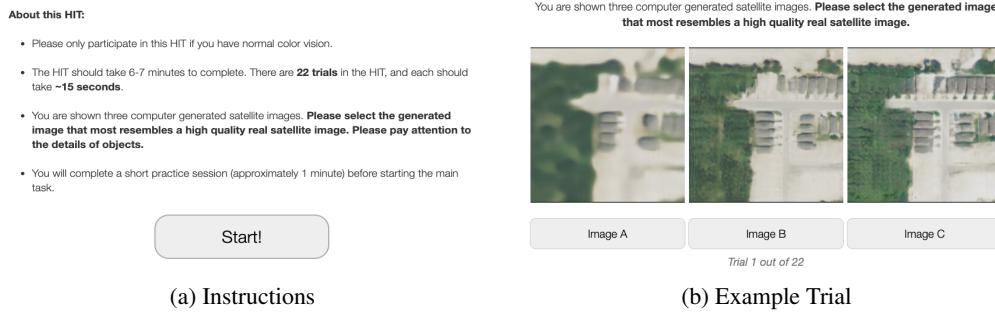 About this HIT:
• Please only participate in this HIT if you have normal color vision.
• The HIT should take 6-7 minutes to complete. There are 22 trials in the HIT, and each should
take ~15 seconds.
• You are shown three computer generated satellite images. Please select the generated
image that most resembles a high quality real satellite image. Please pay attention to
the details of objects.
• You will complete a short practice session (approximately 1 minute) before starting the main
task.
Start!
(a) Instructions
You are shown three computer generated satellite images. Please select the generated image
that most resembles a high quality real satellite image.
Image A
Image B
Image C
Trial 1 out of 22
(b) Example Trial